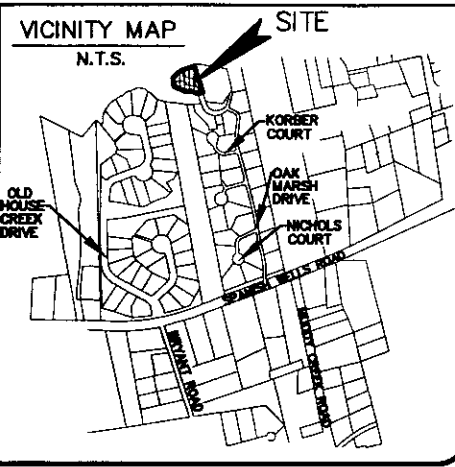 VICINITY MAP
N.T.S.
SITE
KORBER
COURT
OAK
MARSH
DRIVE
OLD
HOUSE
CREEK
DRIVE
NICHOLS
COURT
SPANISH WELLS ROAD
BRYANT ROAD
MUDDY CREEK ROAD